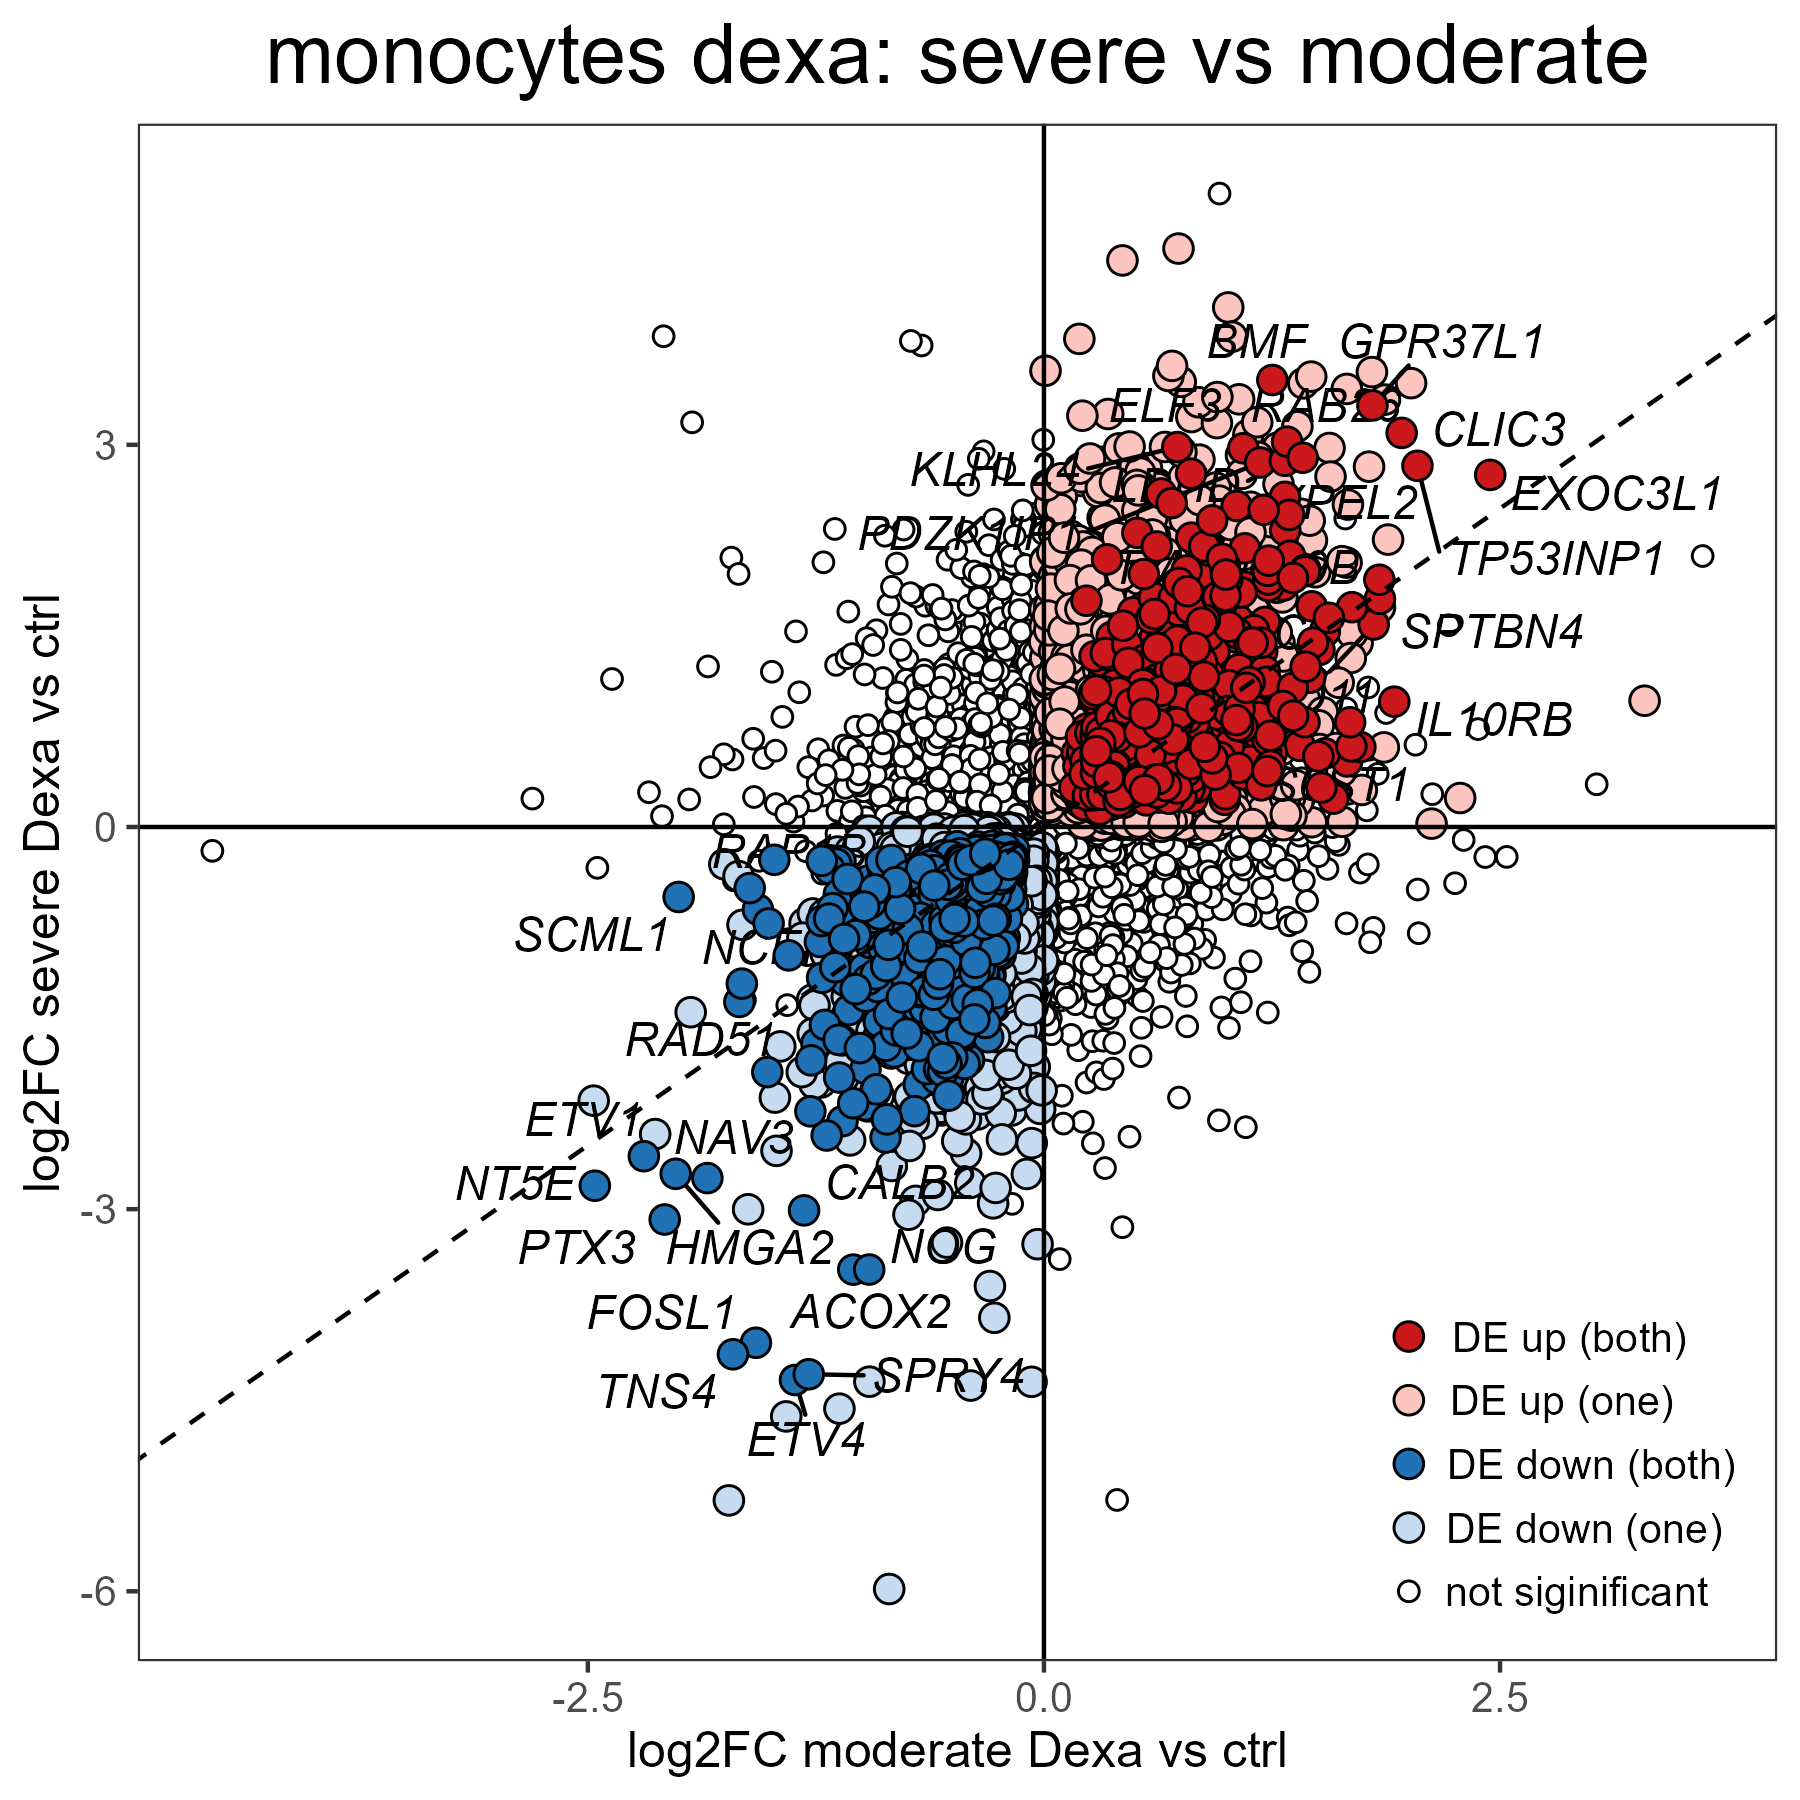 monocytes dexa: severe vs moderate
log2FC severe Dexa vs ctrl
3
0
-3
-6
BMF GPR37L1
ELF3
CLIC3
KLHL24
EXOC3L1
PDZK1IP1
TP53INP1
SPTBN4
IL10RB
RAP1B
SCML1
RAD51
ETV1
NAV3
NT5E
CALB2
PTX3 HMGA2 NOG
FOSL1 ACOX2
TNS4 SPRY4
ETV4
DE up (both)
DE up (one)
DE down (both)
DE down (one)
not siginificant
-2.5 0.0 2.5
log2FC moderate Dexa vs ctrl